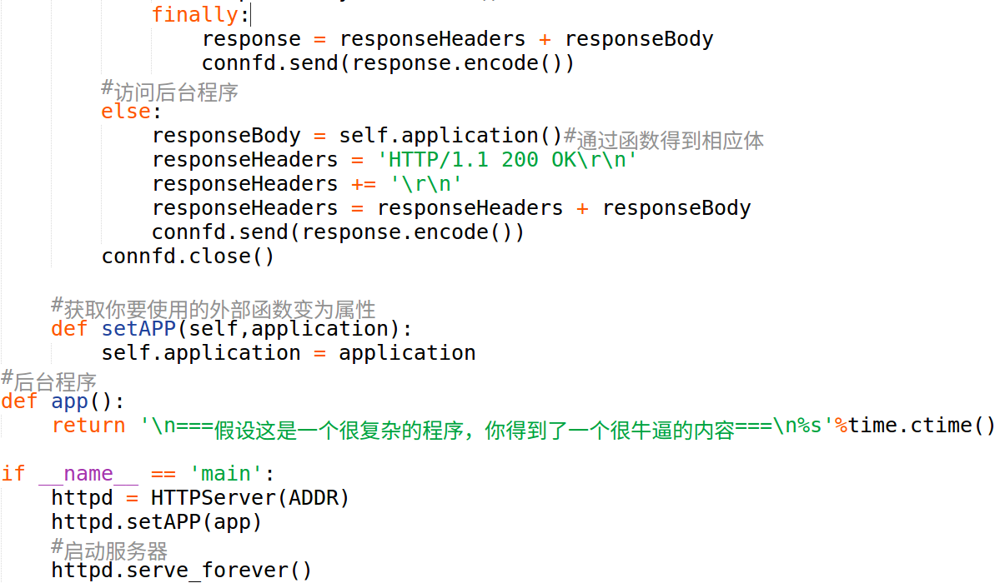 finally:
response = responseHeaders + responseBody
connfd.send(response.encode())
#访问后台程序
else:
responseBody = self.application()#通过函数得到相应体
responseHeaders = 'HTTP/1.1 200 OK\r\n'
responseHeaders += '\r\n'
responseHeaders = responseHeaders + responseBody
connfd.send(response.encode())
connfd.close()
#获取你要使用的外部函数变为属性
def setAPP(self,application):
self.application = application
#后台程序
def app():
return '\n===假设这是一个很复杂的程序，你得到了一个很牛逼的内容===\n%s'%time.ctime()
if __name__ == 'main':
httpd = HTTPServer(ADDR)
httpd.setAPP(app)
#启动服务器
httpd.serve_forever()